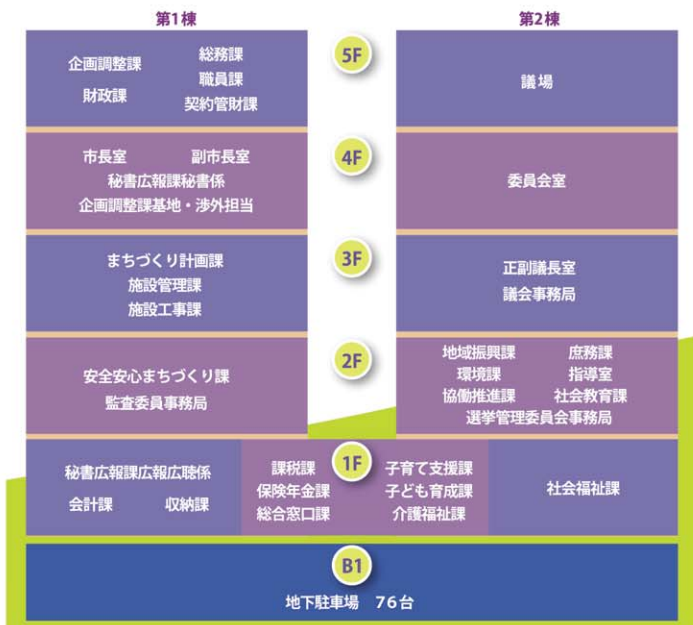 第1棟
第2棟
5F
企画調整課
財政課
総務課
職員課
契約管財課
議場
4F
市長室 副市長室
秘書広報課秘書係
企画調整課基地・渉外担当
委員会室
3F
まちづくり計画課
施設管理課
施設工事課
正副議長室
議会事務局
2F
安全安心まちづくり課
監査委員事務局
地域振興課 庶務課
環境課 指導室
協働推進課 社会教育課
選挙管理委員会事務局
1F
秘書広報課広報広聴係
会計課 収納課
課税課 子育て支援課
保険年金課 子ども育成課
総合窓口課 介護福祉課
社会福祉課
B1
地下駐車場 76台